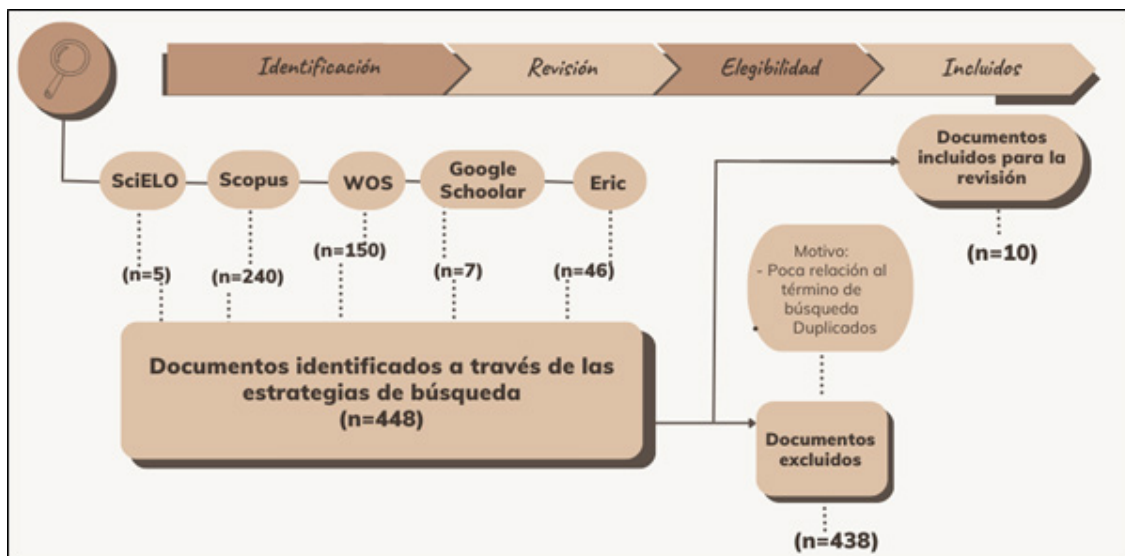 Identificación
Revisión
Elegibilidad
Incluidos
SciELO
Scopus
WOS
Google
Schoolar
Eric
(n=5)
(n=240)
(n=150)
(n=7)
(n=46)
Documentos identificados a través de las
estrategias de búsqueda
(n=448)
Documentos
incluidos para la
revisión
(n=10)
Motivo:
- Poca relación al
término de
búsqueda
• Duplicados
Documentos
excluidos
(n=438)